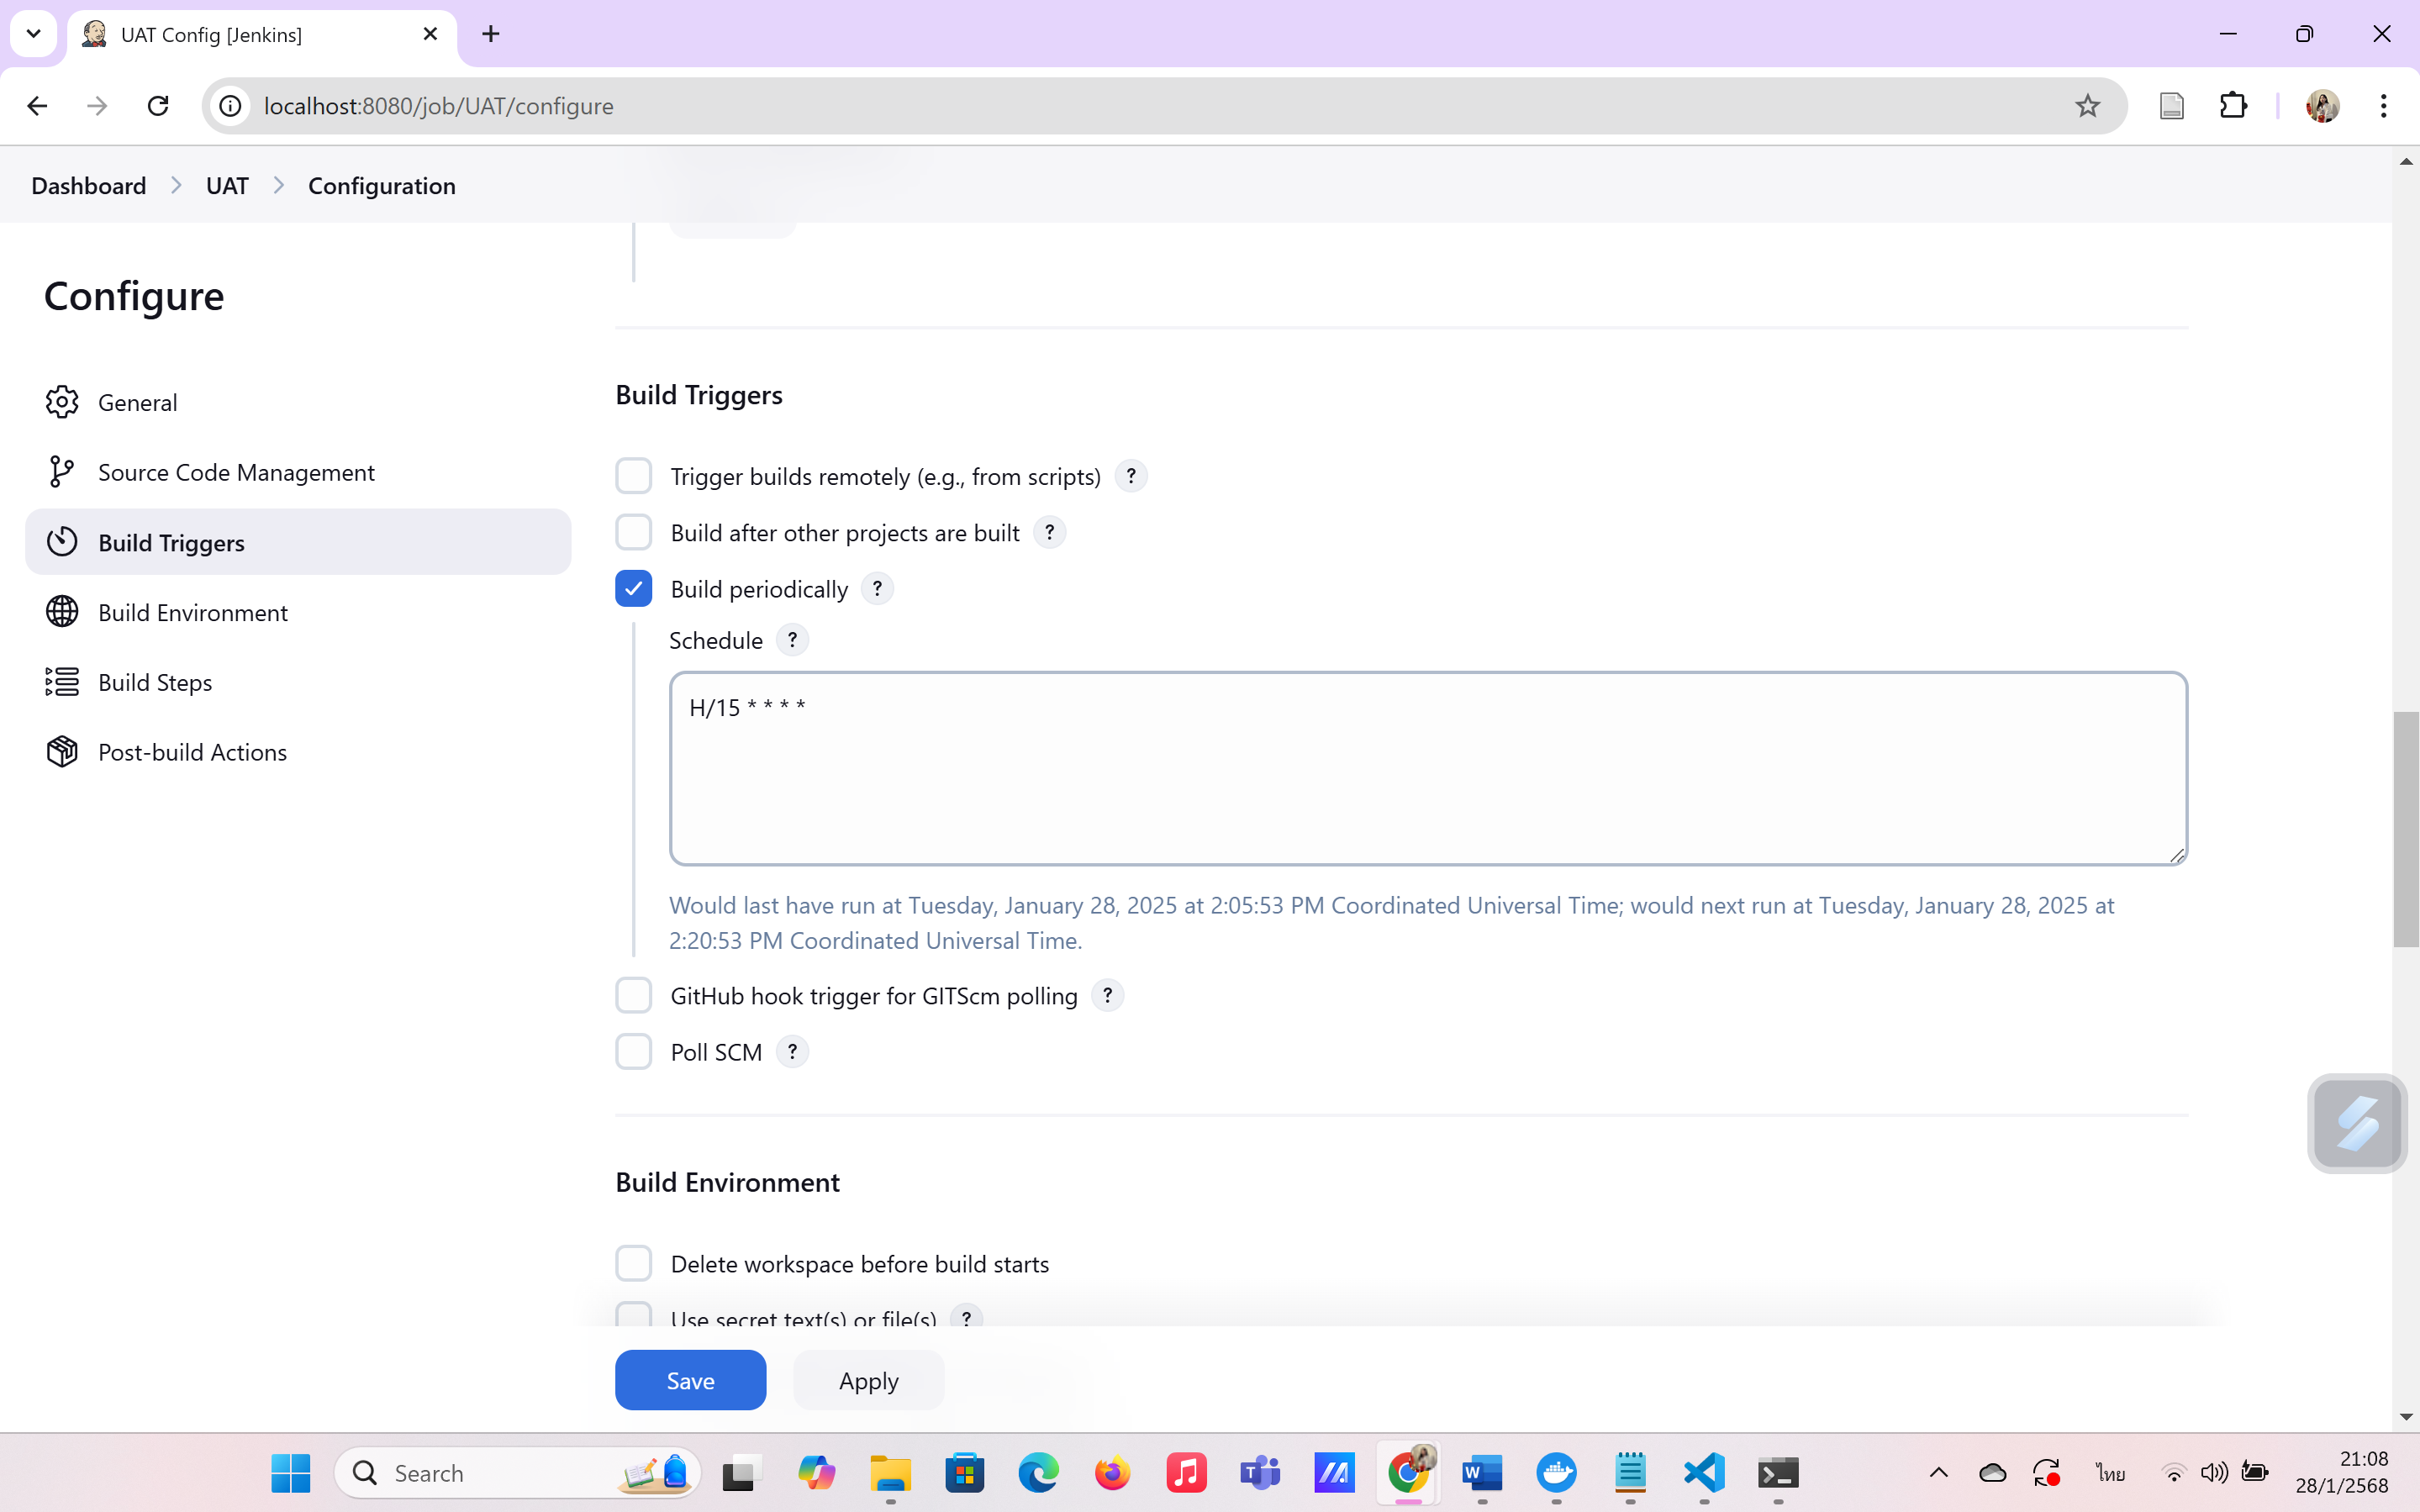 UAT Config [Jenkins]
localhost:8080/job/UAT/configure
Dashboard > UAT > Configuration
Configure
General
Source Code Management
Build Triggers
Build Environment
Build Steps
Post-build Actions
Build Triggers
Trigger builds remotely (e.g., from scripts) ?
Build after other projects are built ?
Build periodically ?
Schedule ?
H/15 * * * *
Would last have run at Tuesday, January 28, 2025 at 2:05:53 PM Coordinated Universal Time; would next run at Tuesday, January 28, 2025 at
2:20:53 PM Coordinated Universal Time.
GitHub hook trigger for GITScm polling ?
Poll SCM ?
Build Environment
Delete workspace before build starts
Use secret text(s) or file(s) ?
Save Apply
Search
ไทย
21:08
28/1/2568